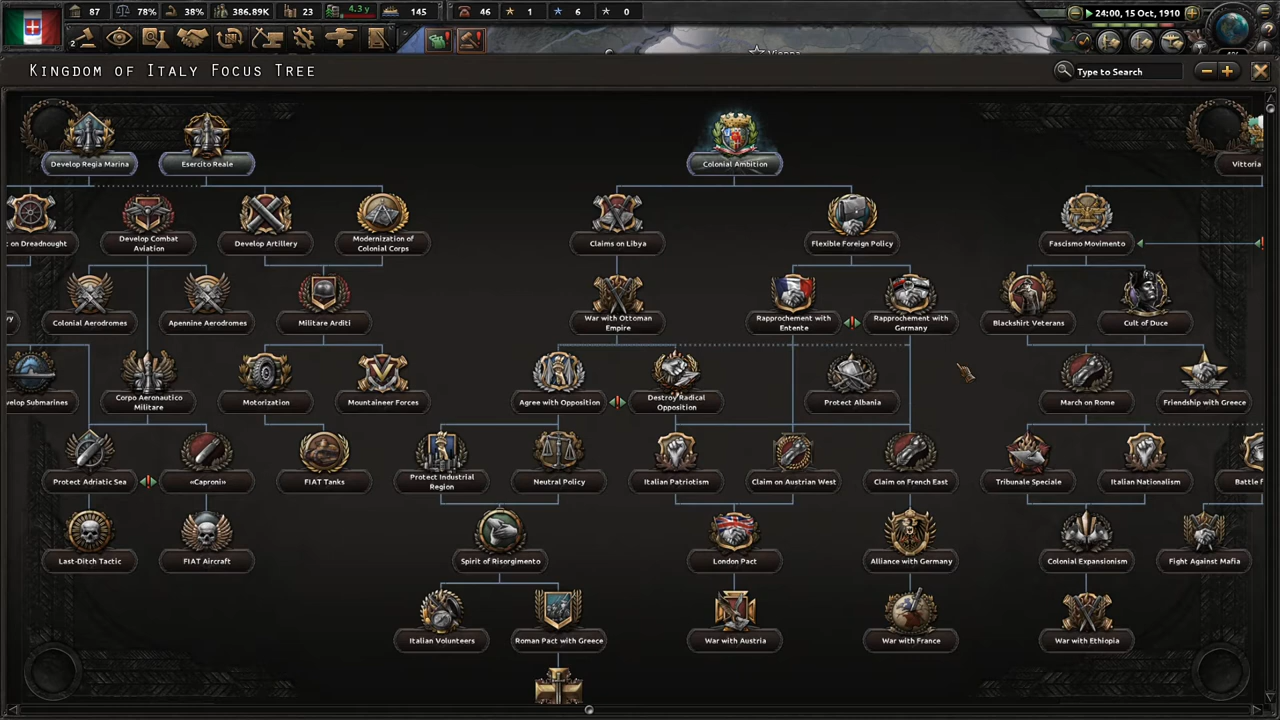 87 78% 38% 386.89K 23 4.3 y 145 46 1 6 0
24:00, 15 Oct, 1910
2
Vienna
Kingdom of Italy Focus Tree
Type to Search
Develop Regia Marina
Esercito Reale
Colonial Ambition
Vittoria
t on Dreadnought
Develop Combat
Aviation
Develop Artillery
Modernization of
Colonial Corps
Claims on Libya
Flexible Foreign Policy
Fascismo Movimento
ry
Colonial Aerodromes
Apennine Aerodromes
Militare Arditi
War with Ottoman
Empire
Rapprochement with
Entente
Rapprochement with
Germany
Blackshirt Veterans
Cult of Duce
velop Submarines
Corpo Aeronautico
Militare
Motorization
Mountaineer Forces
Agree with Opposition
Destroy Radical
Opposition
Protect Albania
March on Rome
Friendship with Greece
Protect Adriatic Sea
«Caproni»
FIAT Tanks
Protect Industrial
Region
Neutral Policy
Italian Patriotism
Claim on Austrian West
Claim on French East
Tribunale Speciale
Italian Nationalism
Battle f
Last-Ditch Tactic
FIAT Aircraft
Spirit of Risorgimento
London Pact
Alliance with Germany
Colonial Expansionism
Fight Against Mafia
Italian Volunteers
Roman Pact with Greece
War with Austria
War with France
War with Ethiopia